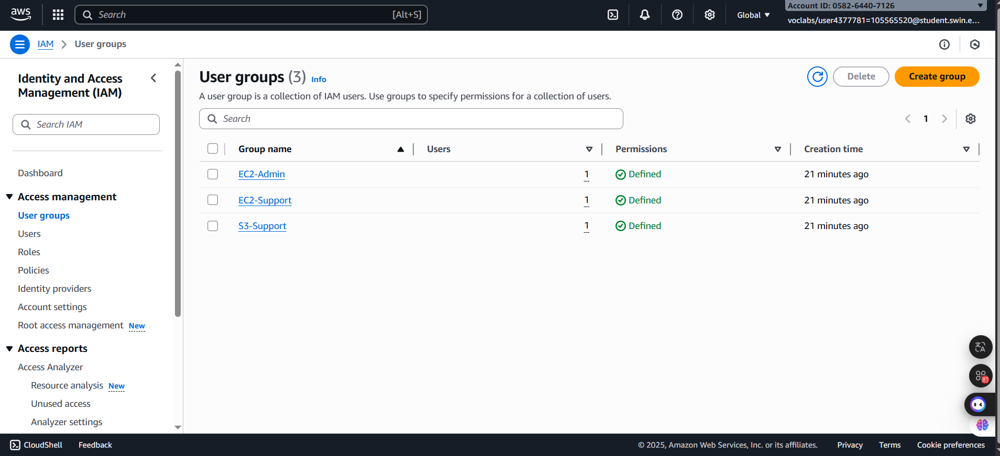 aws
Search [Alt+S]
Global
Account ID: 0582-6440-7126
voclabs/user4377781=105565520@student.swin.e...
IAM > User groups
Identity and Access
Management (IAM)
Search IAM
Dashboard
Access management
User groups
Users
Roles
Policies
Identity providers
Account settings
Root access management New
Access reports
Access Analyzer
Resource analysis New
Unused access
Analyzer settings
User groups (3) Info
A user group is a collection of IAM users. Use groups to specify permissions for a collection of users.
Delete
Create group
Search
1
Group name Users Permissions Creation time
EC2-Admin 1 Defined 21 minutes ago
EC2-Support 1 Defined 21 minutes ago
S3-Support 1 Defined 21 minutes ago
CloudShell Feedback © 2025, Amazon Web Services, Inc. or its affiliates. Privacy Terms Cookie preferences